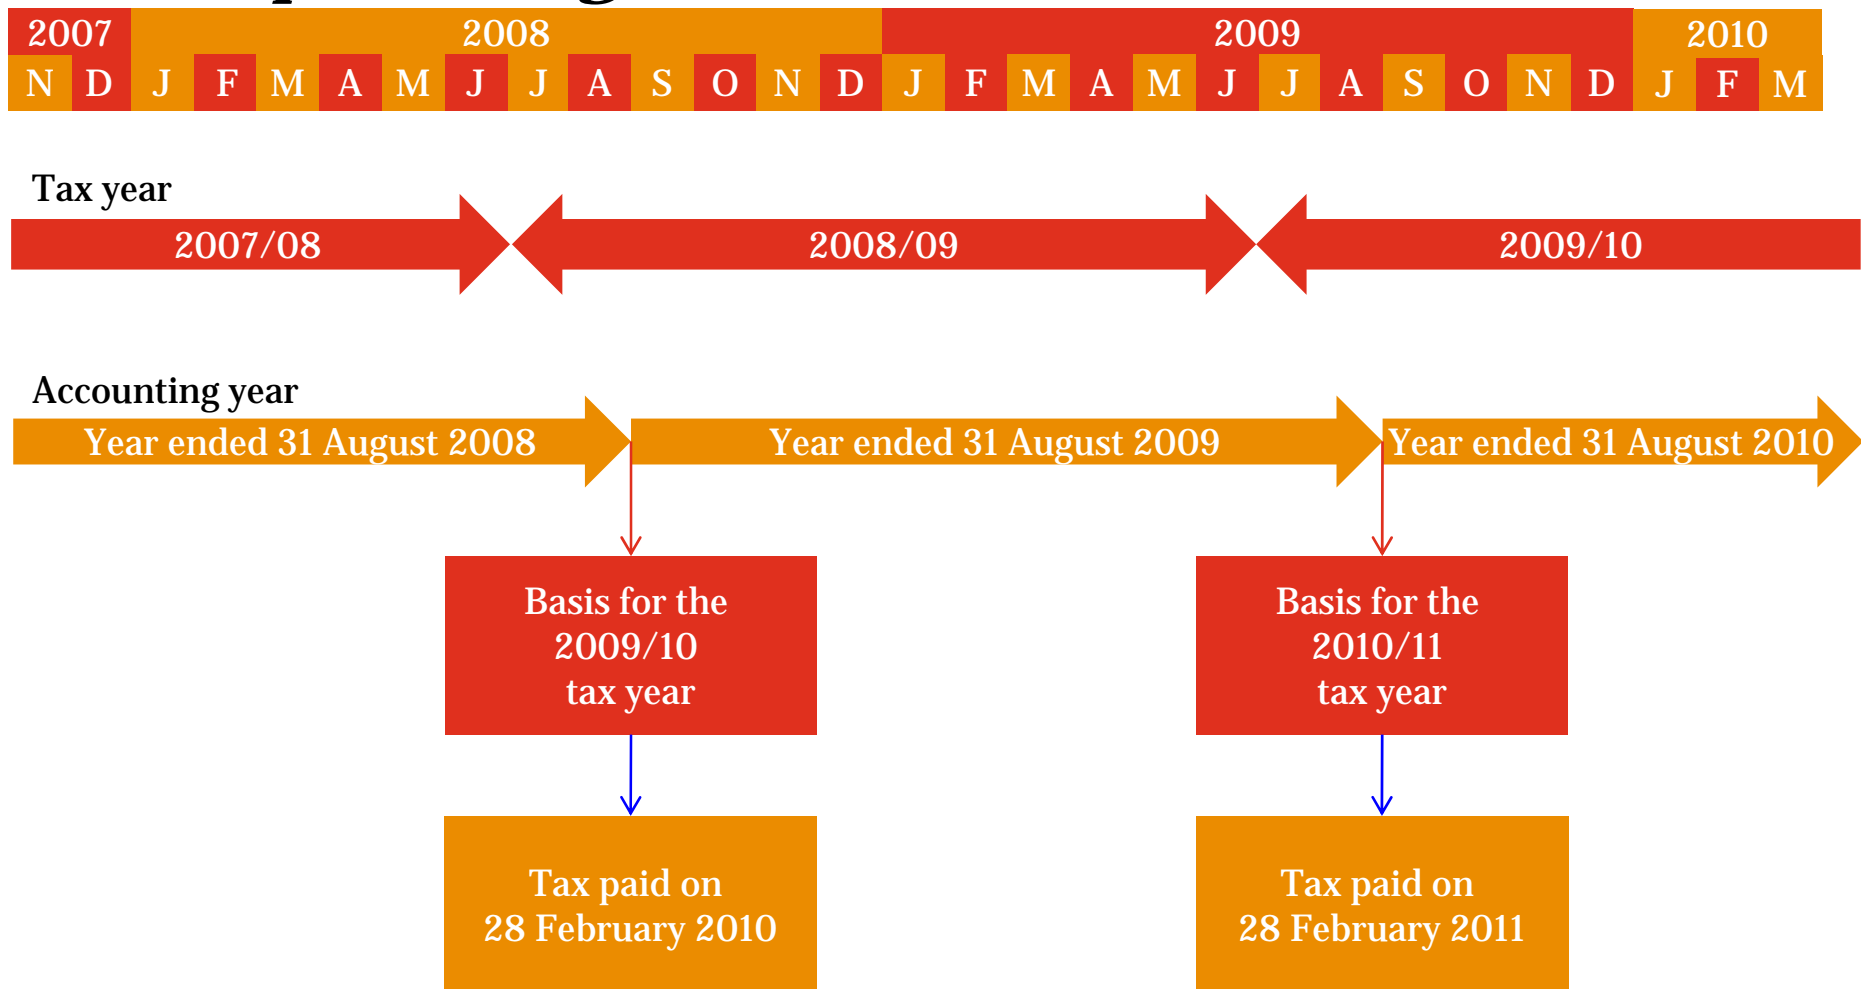 2007 2008 2009 2010
N D J F M A M J J A S O N D J F M A M J J A S O N D J F M
Tax year
2007/08 2008/09 2009/10
Accounting year
Year ended 31 August 2008 Year ended 31 August 2009 Year ended 31 August 2010
Basis for the
2009/10
tax year
Basis for the
2010/11
tax year
Tax paid on
28 February 2010
Tax paid on
28 February 2011